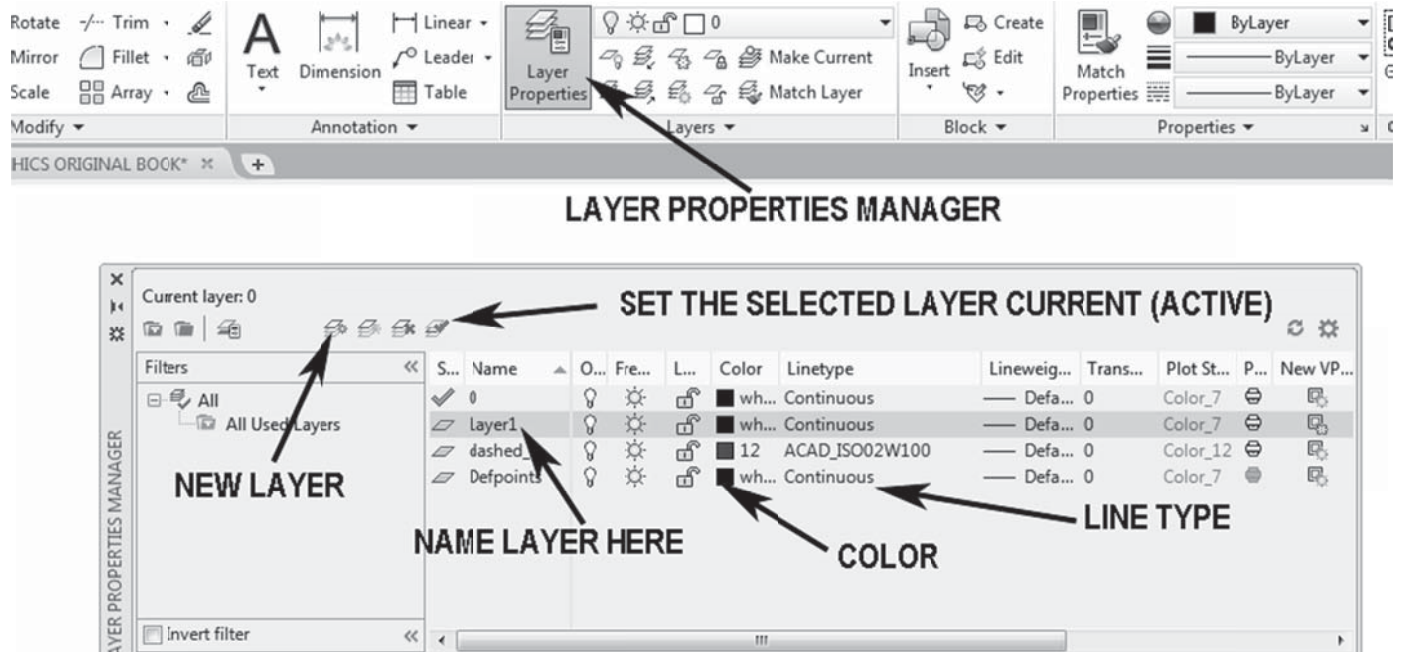 Rotate Trim A Linear 0 Create ByLayer
Mirror Fillet Text Dimension Leader Layer Properties Make Current Insert Edit Match Properties ByLayer
Scale Array Table Match Layer ByLayer
Modify Annotation Layers Block Properties
HICS ORIGINAL BOOK* +
LAYER PROPERTIES MANAGER
Current layer: 0
SET THE SELECTED LAYER CURRENT (ACTIVE)
Filters S... Name O... Fre... L... Color Linetype Lineweig... Trans... Plot St... P... New VP...
All 0 wh... Continuous Defa... 0 Color_7
All Used Layers Layer1 wh... Continuous Defa... 0 Color_7
dashed_ 12 ACAD_ISO02W100 Defa... 0 Color_12
Defpoints wh... Continuous Defa... 0 Color_7
NEW LAYER
NAME LAYER HERE
COLOR
LINE TYPE
AYER PROPERTIES MANAGER
Invert filter